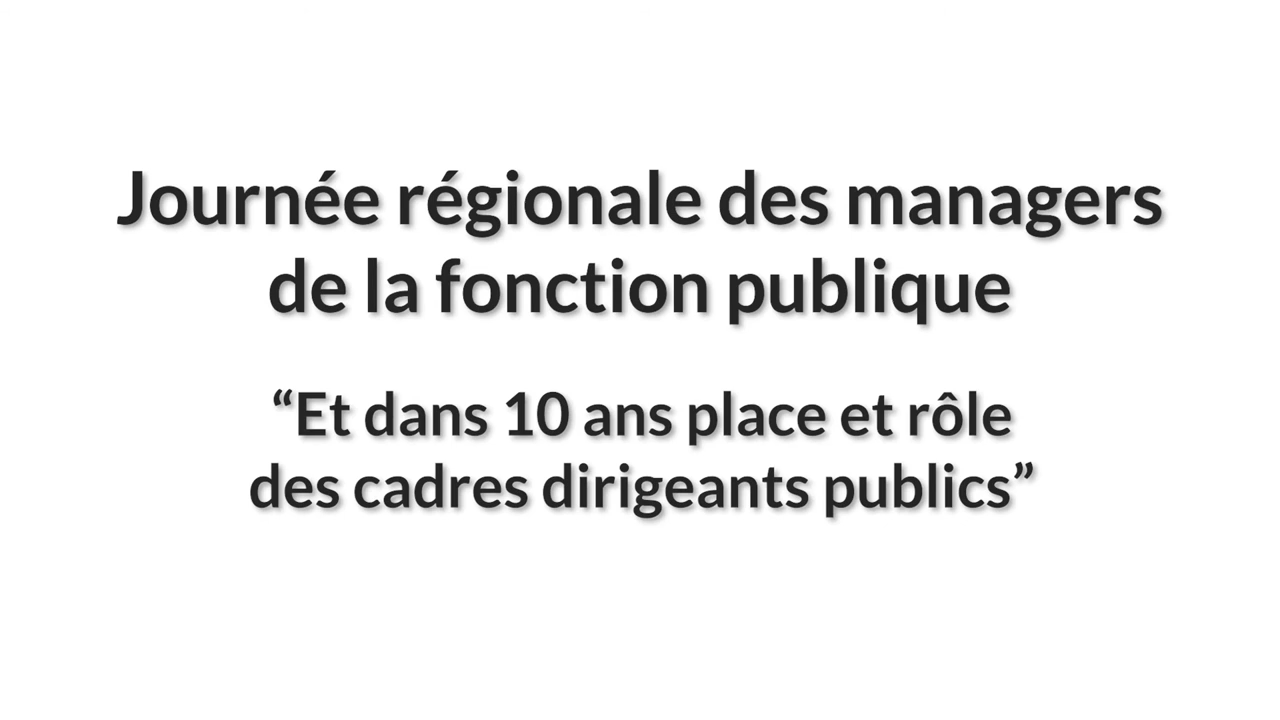 Journée régionale des managers
de la fonction publique
“Et dans 10 ans place et rôle
des cadres dirigeants publics”